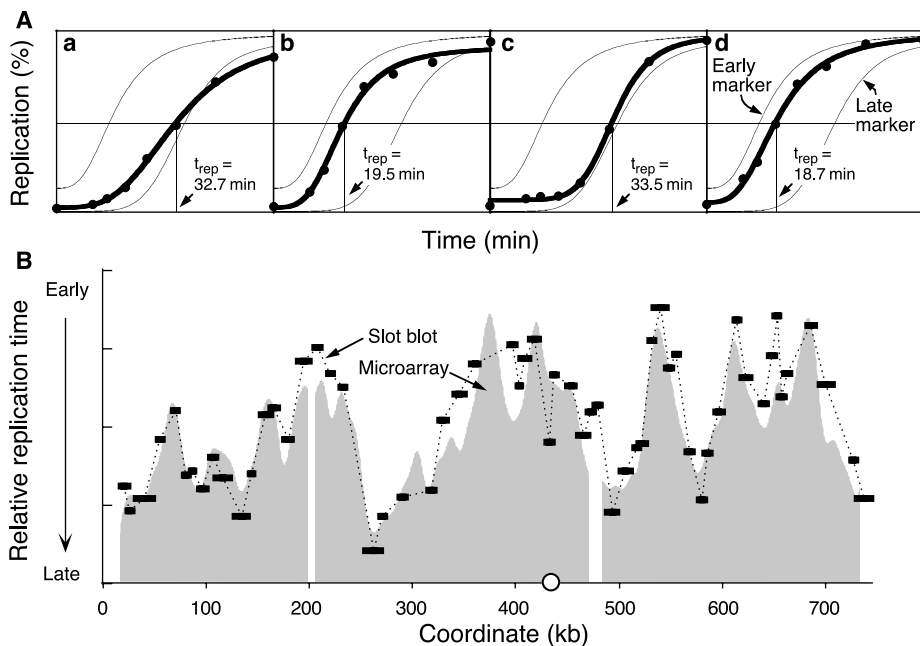 A
a
b
c
d
Replication (%)
Early
marker
Late
marker
t_rep =
32.7 min
t_rep =
19.5 min
t_rep =
33.5 min
t_rep =
18.7 min
Time (min)
B
Early
Late
Relative replication time
Slot blot
Microarray
0 100 200 300 400 500 600 700
Coordinate (kb)